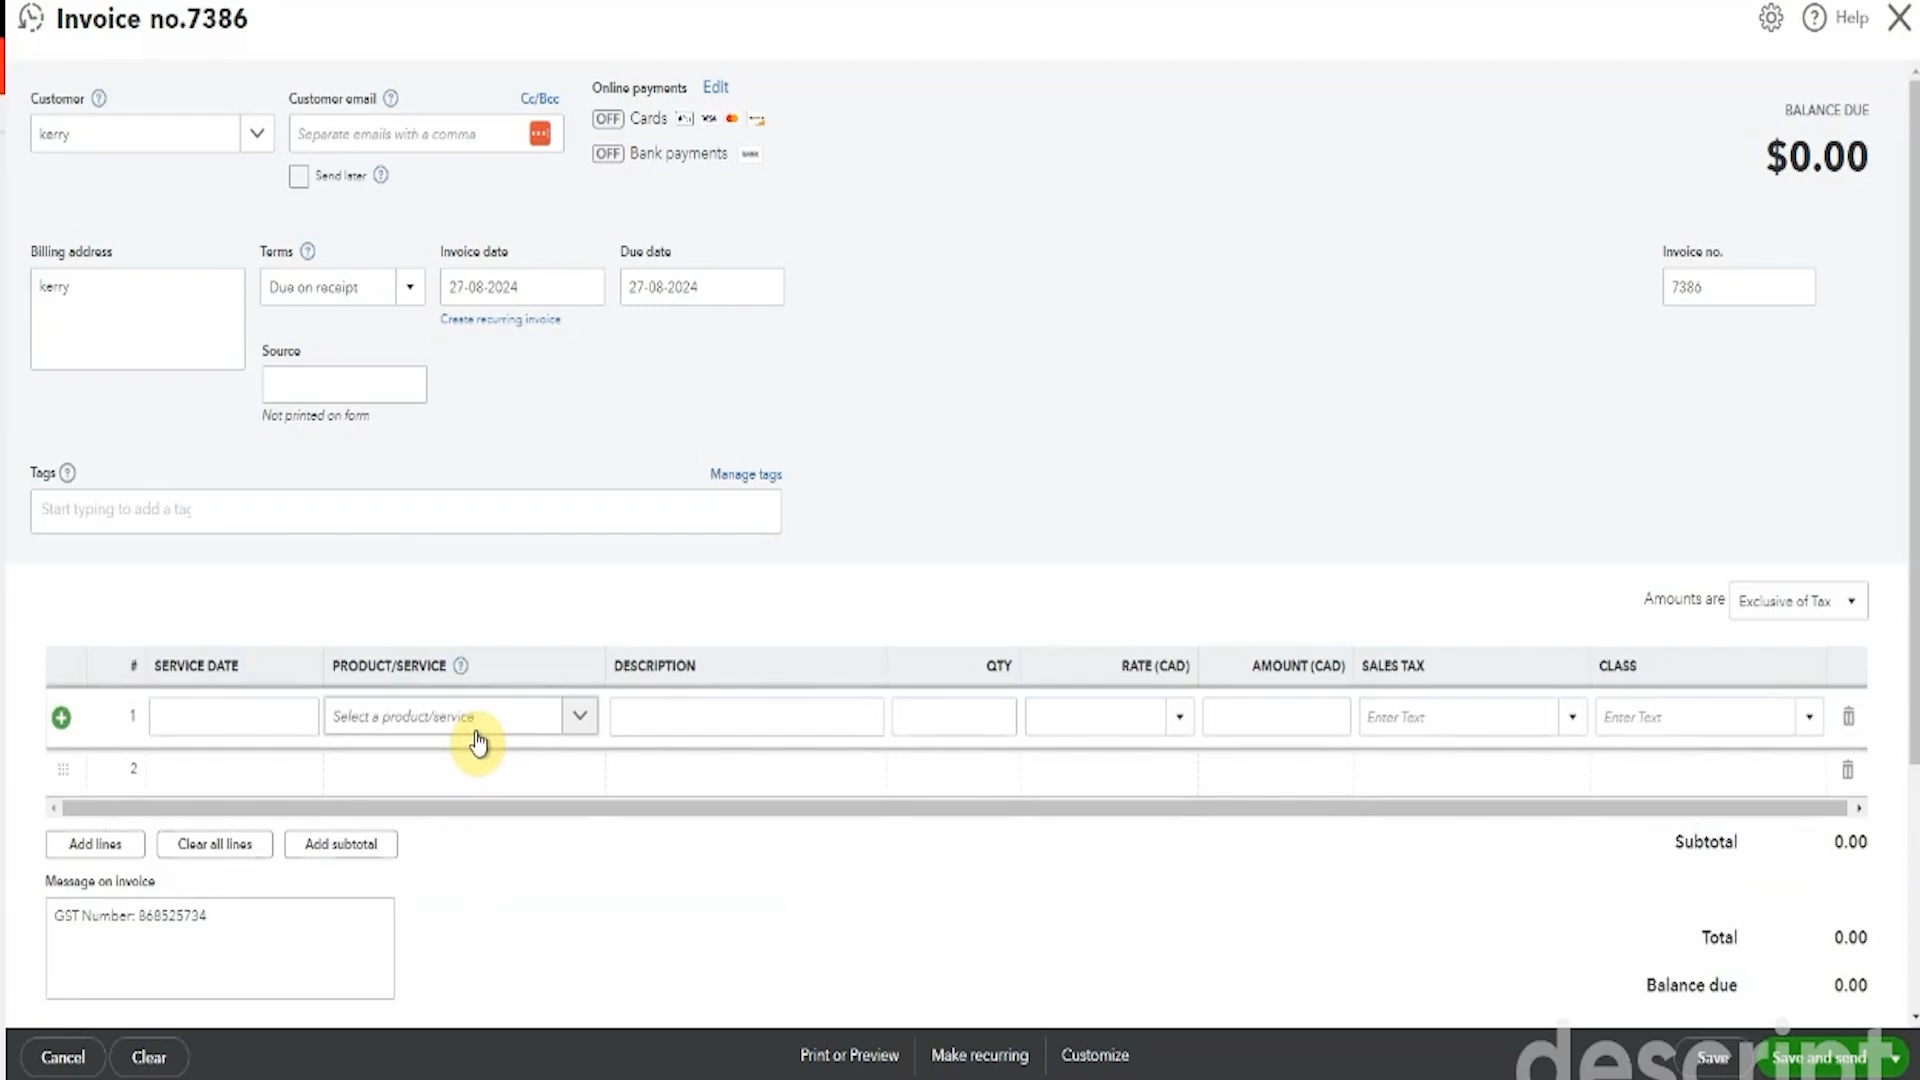 Invoice no.7386
Help
Customer
Customer email
Cc/Bcc
Online payments Edit
kerry
Separate emails with a comma
OFF Cards VISA
OFF Bank payments BANK
Send later
BALANCE DUE
$0.00
Billing address
Terms
Invoice date
Due date
Invoice no.
kerry
Due on receipt
27-08-2024
27-08-2024
7386
Create recurring invoice
Source
Not printed on form
Tags
Manage tags
Start typing to add a tag
Amounts are Exclusive of Tax
# SERVICE DATE PRODUCT/SERVICE DESCRIPTION QTY RATE (CAD) AMOUNT (CAD) SALES TAX CLASS
1 Select a product/service Enter Text Enter Text
2
Add lines Clear all lines Add subtotal
Subtotal 0.00
Message on invoice
GST Number: 868525734
Total 0.00
Balance due 0.00
Cancel Clear Print or Preview Make recurring Customize Save Save and send
descript